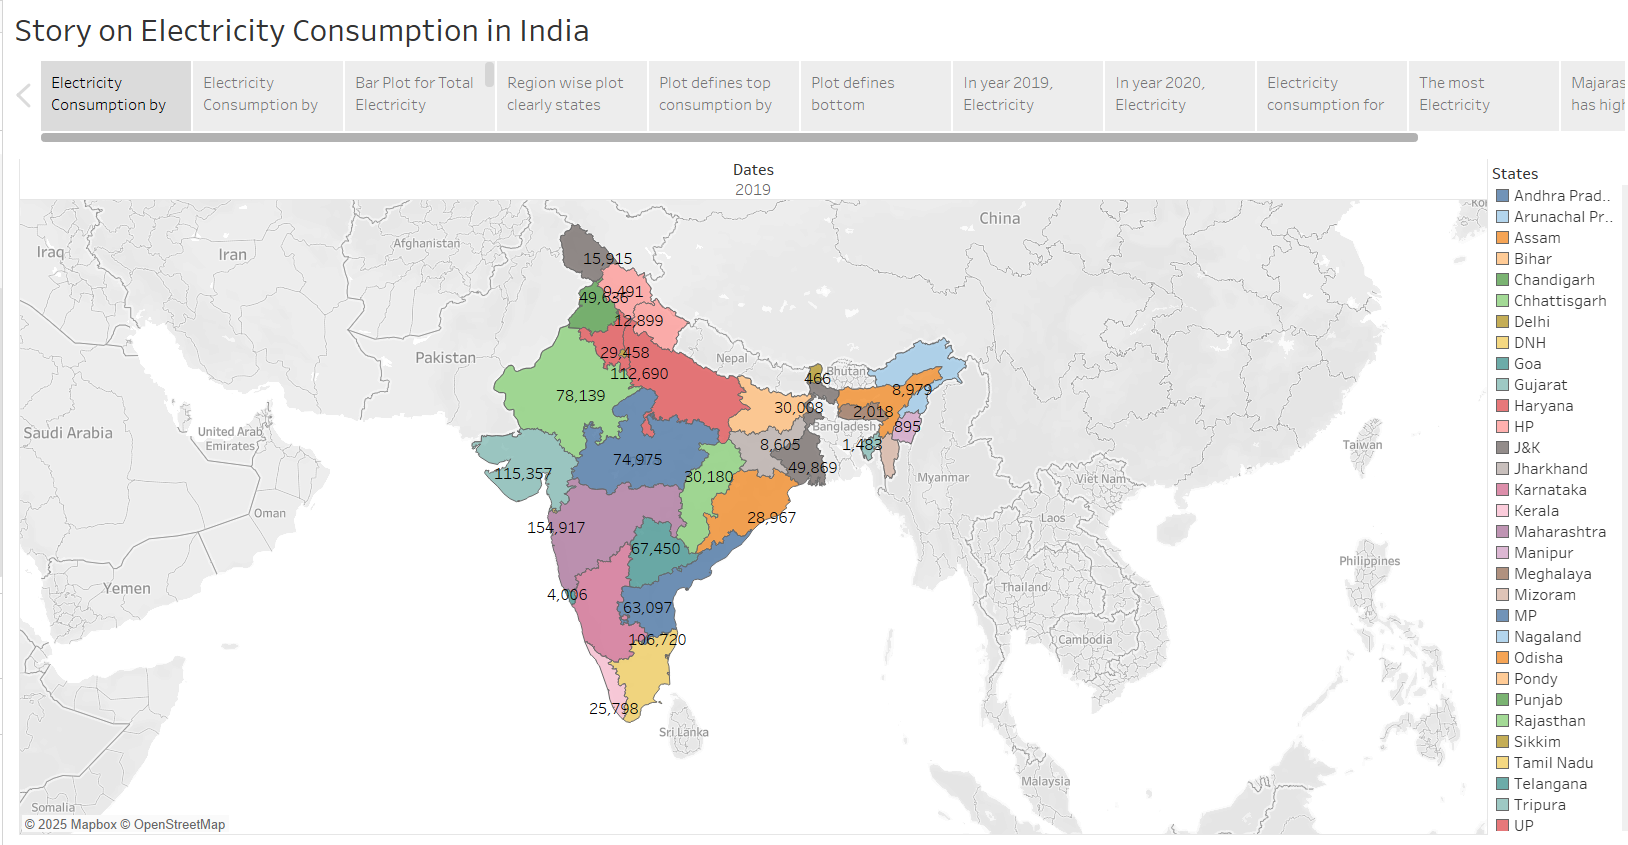 Story on Electricity Consumption in India
Electricity
Consumption by
Electricity
Consumption by
Bar Plot for Total
Electricity
Region wise plot
clearly states
Plot defines top
consumption by
Plot defines
bottom
In year 2019,
Electricity
In year 2020,
Electricity
Electricity
consumption for
The most
Electricity
Majaras
has high
Dates
2019
China
Iraq
Iran
Afghanistan
Pakistan
Nepal
Bhutan
Bangladesh
Saudi Arabia
United Arab
Emirates
Oman
Yemen
Somalia
Myanmar
Viet Nam
Laos
Taiwan
Thailand
Cambodia
Philippines
Sri Lanka
Malaysia
15,915
9,491
49,636
12,899
29,458
112,690
78,139
466
8,979
30,008
2,018
895
1,483
8,605
49,869
74,975
115,357
30,180
28,967
154,917
67,450
4,006
63,097
106,720
25,798
© 2025 Mapbox © OpenStreetMap
States
Andhra Prad..
Arunachal Pr..
Assam
Bihar
Chandigarh
Chhattisgarh
Delhi
DNH
Goa
Gujarat
Haryana
HP
J&K
Jharkhand
Karnataka
Kerala
Maharashtra
Manipur
Meghalaya
Mizoram
MP
Nagaland
Odisha
Pondy
Punjab
Rajasthan
Sikkim
Tamil Nadu
Telangana
Tripura
UP